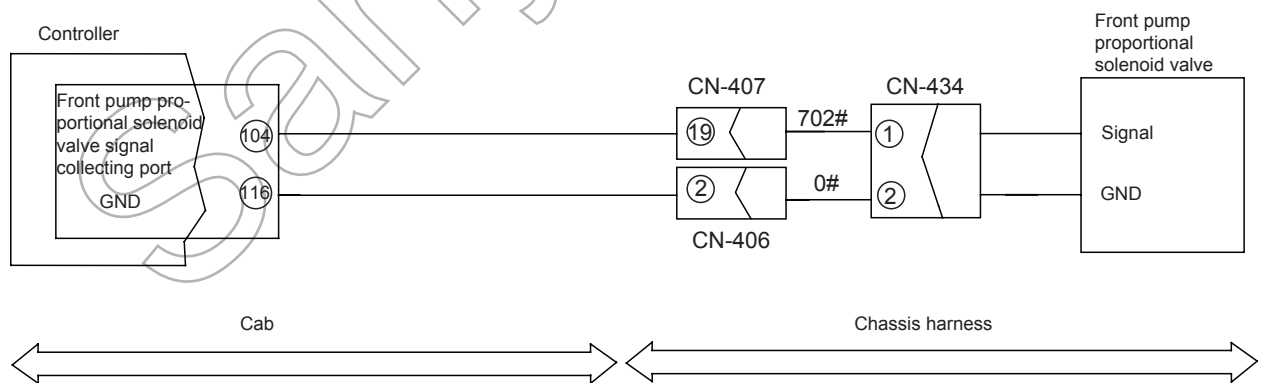 Controller
Front pump pro-
portional solenoid
valve signal
collecting port
GND
104
116
CN-407
19
702#
2
0#
CN-406
CN-434
1
2
Front pump
proportional
solenoid valve
Signal
GND
Cab
Chassis harness